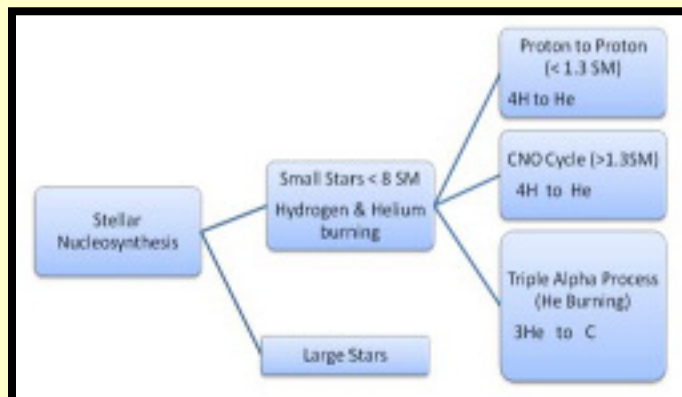 Stellar
Nucleosynthesis
Small Stars < 8 SM
Hydrogen & Helium
burning
Large Stars
Proton to Proton
(< 1.3 SM)
4H to He
CNO Cycle (>1.3SM)
4H to He
Triple Alpha Process
(He Burning)
3He to C